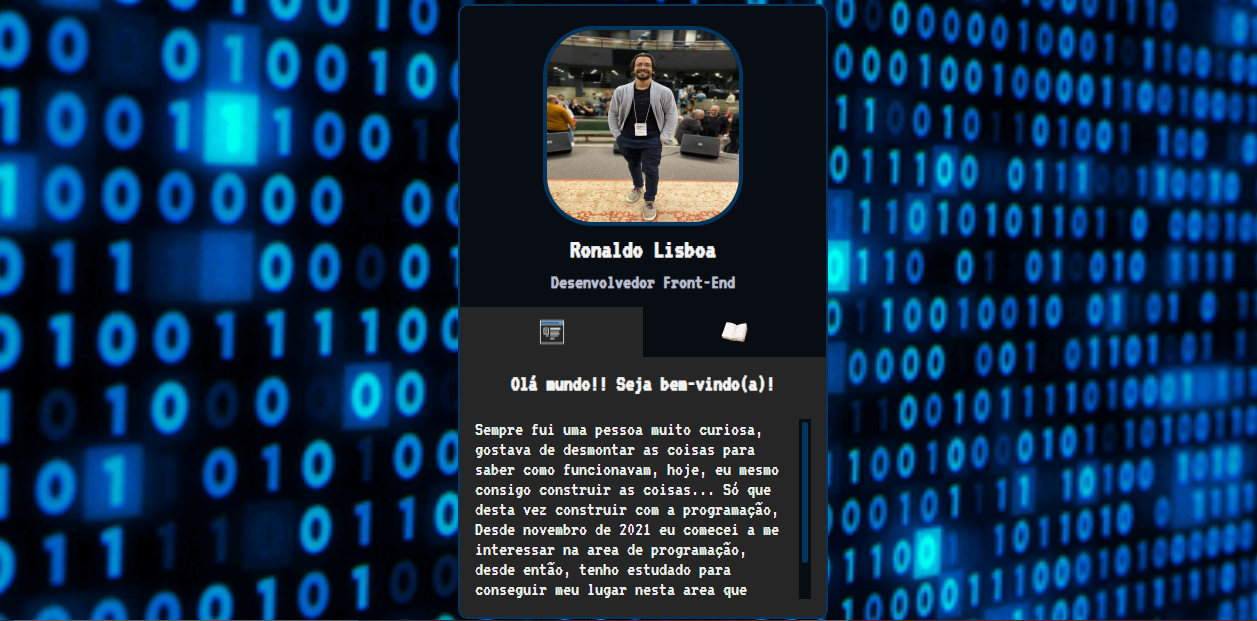 Ronaldo Lisboa
Desenvolvedor Front-End
Olá mundo!! Seja bem-vindo(a)!
Sempre fui uma pessoa muito curiosa,
gostava de desmontar as coisas para
saber como funcionavam, hoje, eu mesmo
consigo construir as coisas... Só que
desta vez construir com a programação,
Desde novembro de 2021 eu comecei a me
interessar na area de programação,
desde então, tenho estudado para
conseguir meu lugar nesta area que